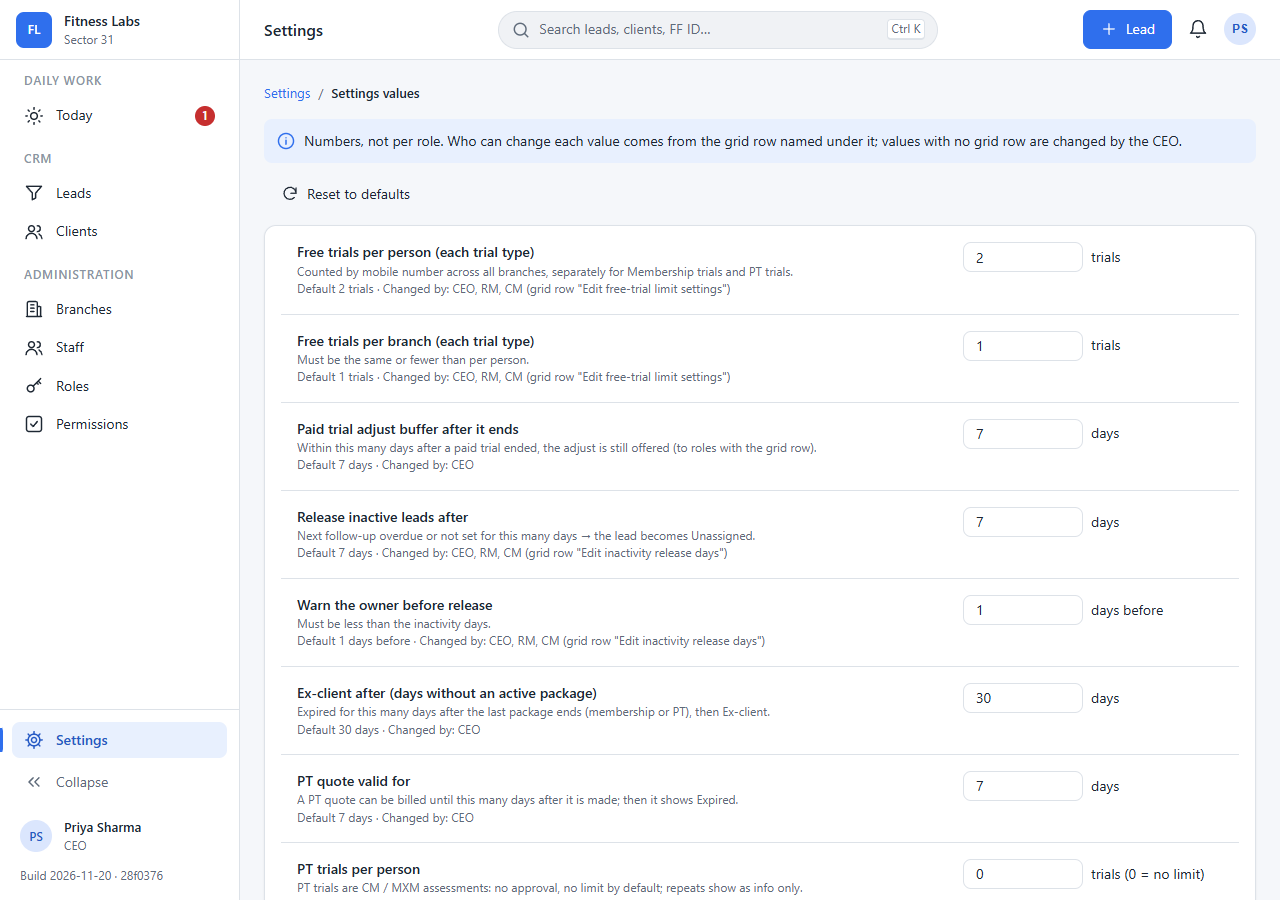 FL
Fitness Labs
Sector 31
Settings
Search leads, clients, FF ID...
Ctrl K
Lead
PS
DAILY WORK
Today
1
CRM
Leads
Clients
ADMINISTRATION
Branches
Staff
Roles
Permissions
Settings
Collapse
PS
Priya Sharma
CEO
Build 2026-11-20 · 28f0376
Settings / Settings values
Numbers, not per role. Who can change each value comes from the grid row named under it; values with no grid row are changed by the CEO.
Reset to defaults
Free trials per person (each trial type)
Counted by mobile number across all branches, separately for Membership trials and PT trials.
Default 2 trials · Changed by: CEO, RM, CM (grid row "Edit free-trial limit settings")
2 trials
Free trials per branch (each trial type)
Must be the same or fewer than per person.
Default 1 trials · Changed by: CEO, RM, CM (grid row "Edit free-trial limit settings")
1 trials
Paid trial adjust buffer after it ends
Within this many days after a paid trial ended, the adjust is still offered (to roles with the grid row).
Default 7 days · Changed by: CEO
7 days
Release inactive leads after
Next follow-up overdue or not set for this many days → the lead becomes Unassigned.
Default 7 days · Changed by: CEO, RM, CM (grid row "Edit inactivity release days")
7 days
Warn the owner before release
Must be less than the inactivity days.
Default 1 days before · Changed by: CEO, RM, CM (grid row "Edit inactivity release days")
1 days before
Ex-client after (days without an active package)
Expired for this many days after the last package ends (membership or PT), then Ex-client.
Default 30 days · Changed by: CEO
30 days
PT quote valid for
A PT quote can be billed until this many days after it is made; then it shows Expired.
Default 7 days · Changed by: CEO
7 days
PT trials per person
PT trials are CM / MXM assessments: no approval, no limit by default; repeats show as info only.
0 trials (0 = no limit)